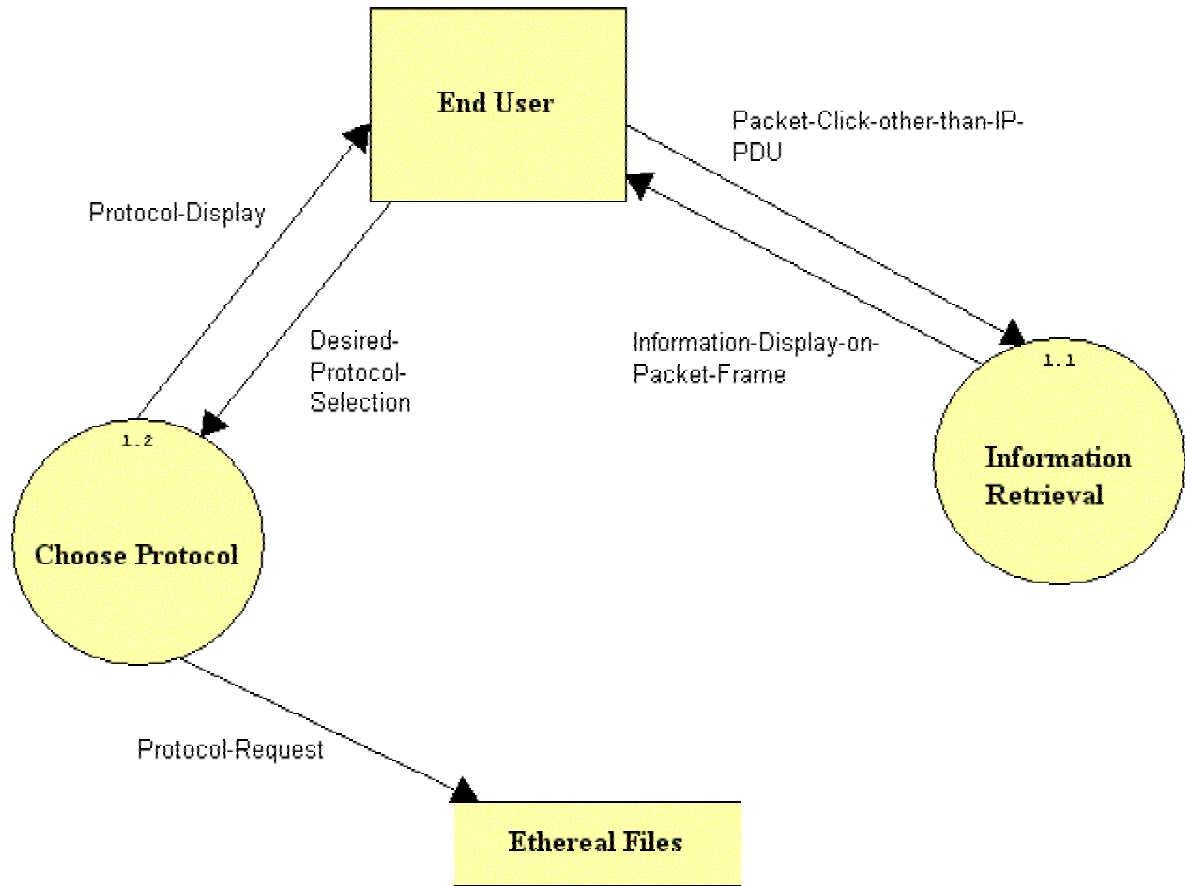 End User
Packet-Click-other-than-IP-
PDU
Protocol-Display
Desired-
Protocol-
Selection
Information-Display-on-
Packet-Frame
1.1
Information
Retrieval
1.2
Choose Protocol
Protocol-Request
Ethereal Files